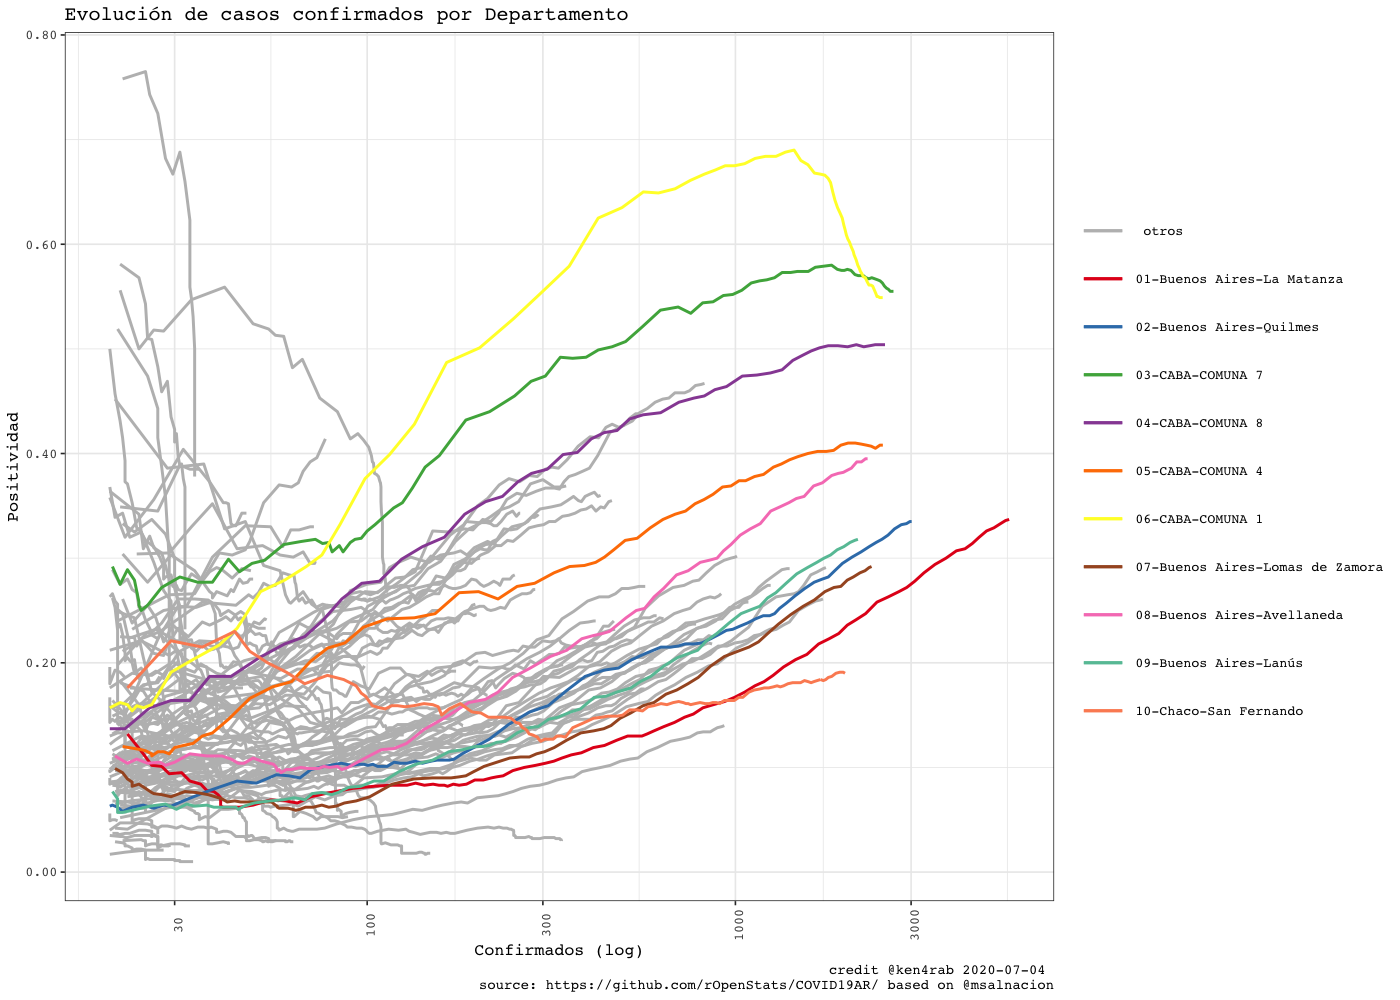 Evolución de casos confirmados por Departamento
Positividad
0.80
0.60
0.40
0.20
0.00
30
100
300
1000
3000
Confirmados (log)
otros
01-Buenos Aires-La Matanza
02-Buenos Aires-Quilmes
03-CABA-COMUNA 7
04-CABA-COMUNA 8
05-CABA-COMUNA 4
06-CABA-COMUNA 1
07-Buenos Aires-Lomas de Zamora
08-Buenos Aires-Avellaneda
09-Buenos Aires-Lanús
10-Chaco-San Fernando
credit @ken4rab 2020-07-04
source: https://github.com/rOpenStats/COVID19AR/ based on @msalnacion